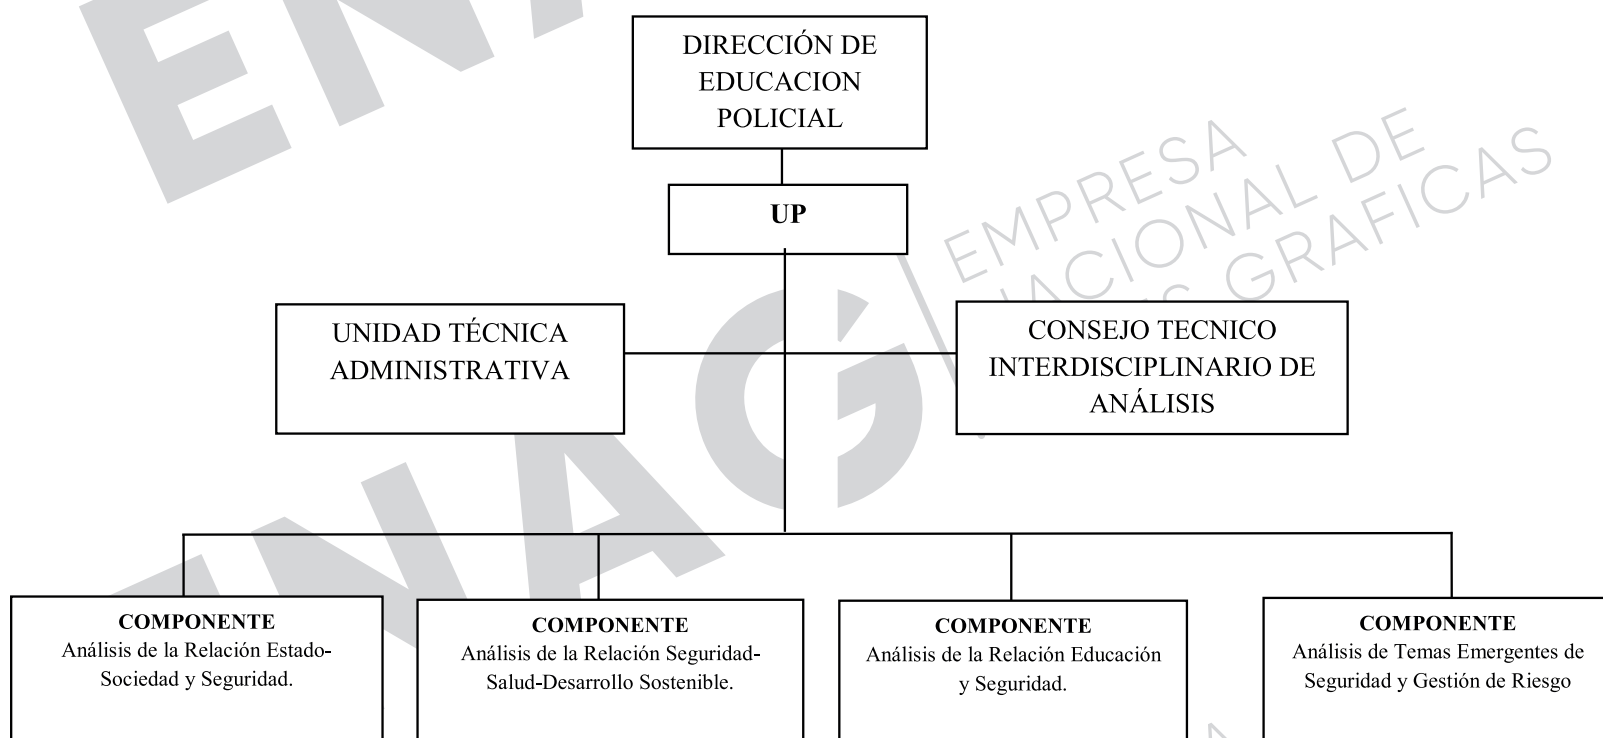 DIRECCIÓN DE
EDUCACION
POLICIAL
UP
UNIDAD TÉCNICA
ADMINISTRATIVA
CONSEJO TECNICO
INTERDISCIPLINARIO DE
ANÁLISIS
COMPONENTE
Análisis de la Relación Estado-
Sociedad y Seguridad.
COMPONENTE
Análisis de la Relación Seguridad-
Salud-Desarrollo Sostenible.
COMPONENTE
Análisis de la Relación Educación
y Seguridad.
COMPONENTE
Análisis de Temas Emergentes de
Seguridad y Gestión de Riesgo
ENAG
EMPRESA
NACIONAL DE
GRAFICAS